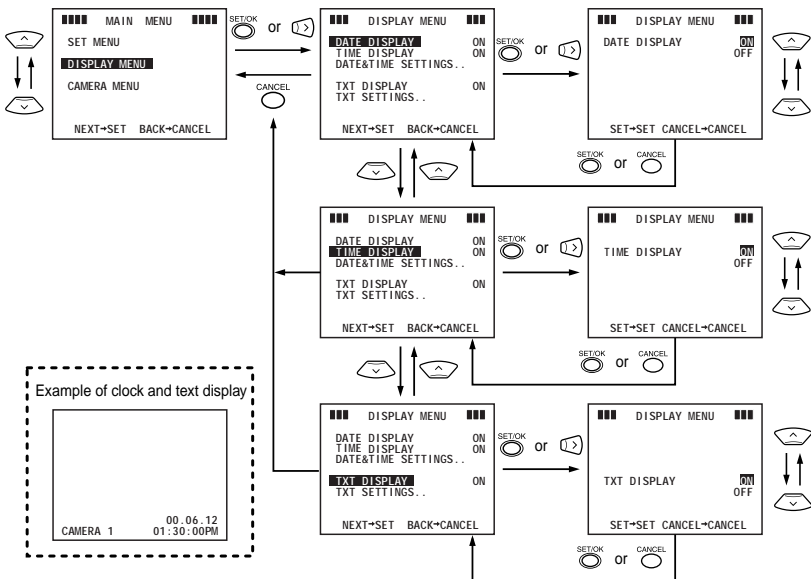 MAIN MENU
SET MENU
DISPLAY MENU
CAMERA MENU
NEXT→SET BACK→CANCEL
SET/OK
or
CANCEL
DISPLAY MENU
DATE DISPLAY ON
TIME DISPLAY ON
DATE&TIME SETTINGS..
TXT DISPLAY ON
TXT SETTINGS..
NEXT→SET BACK→CANCEL
SET/OK
or
DISPLAY MENU
DATE DISPLAY ON
OFF
SET→SET CANCEL→CANCEL
SET/OK or CANCEL
DISPLAY MENU
DATE DISPLAY ON
TIME DISPLAY ON
DATE&TIME SETTINGS..
TXT DISPLAY ON
TXT SETTINGS..
NEXT→SET BACK→CANCEL
SET/OK
or
DISPLAY MENU
TIME DISPLAY ON
OFF
SET→SET CANCEL→CANCEL
SET/OK or CANCEL
Example of clock and text display
00.06.12
CAMERA 1 01:30:00PM
DISPLAY MENU
DATE DISPLAY ON
TIME DISPLAY ON
DATE&TIME SETTINGS..
TXT DISPLAY ON
TXT SETTINGS..
NEXT→SET BACK→CANCEL
SET/OK
or
DISPLAY MENU
TXT DISPLAY ON
OFF
SET→SET CANCEL→CANCEL
SET/OK or CANCEL